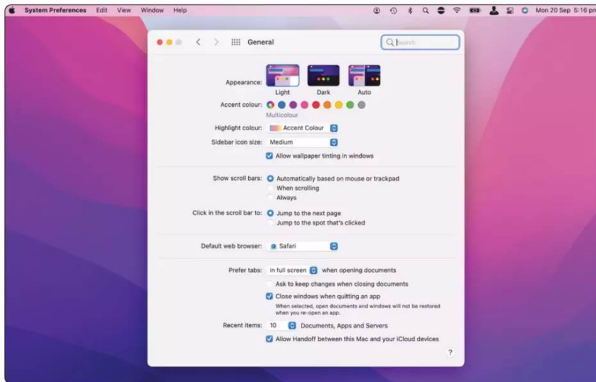 System Preferences Edit View Window Help Mon 20 Sep 5:16 pm
General Search
Appearance:
Light Dark Auto
Accent colour:
Multicolour
Highlight colour: Accent Colour
Sidebar icon size: Medium
Allow wallpaper tinting in windows
Show scroll bars: Automatically based on mouse or trackpad
When scrolling
Always
Click in the scroll bar to: Jump to the next page
Jump to the spot that's clicked
Default web browser: Safari
Prefer tabs: in full screen when opening documents
Ask to keep changes when closing documents
Close windows when quitting an app
When selected, open documents and windows will not be restored
when you re-open an app.
Recent items: 10 Documents, Apps and Servers
Allow Handoff between this Mac and your iCloud devices
?